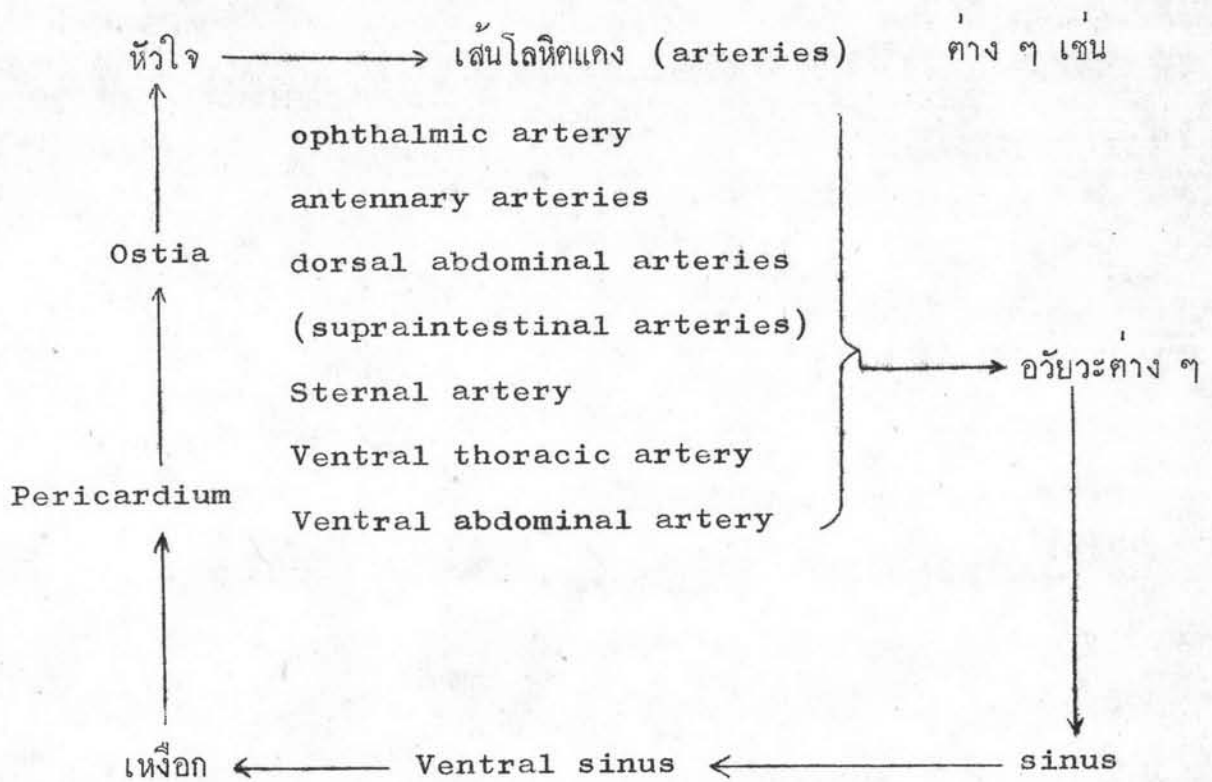 หัวใจ เส้นโลหิตแดง (arteries) ต่าง ๆ เช่น
ophthalmic artery
antennary arteries
Ostia dorsal abdominal arteries
(supraintestinal arteries)
อวัยวะต่าง ๆ
Sternal artery
Ventral thoracic artery
Pericardium
Ventral abdominal artery
เหงือก Ventral sinus sinus